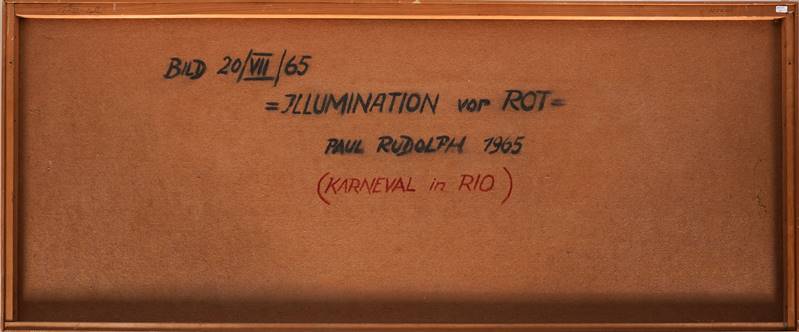 BILD 20/VII/65
=ILLUMINATION vor ROT=
PAUL RUDOLPH 1965
(KARNEVAL in RIO)